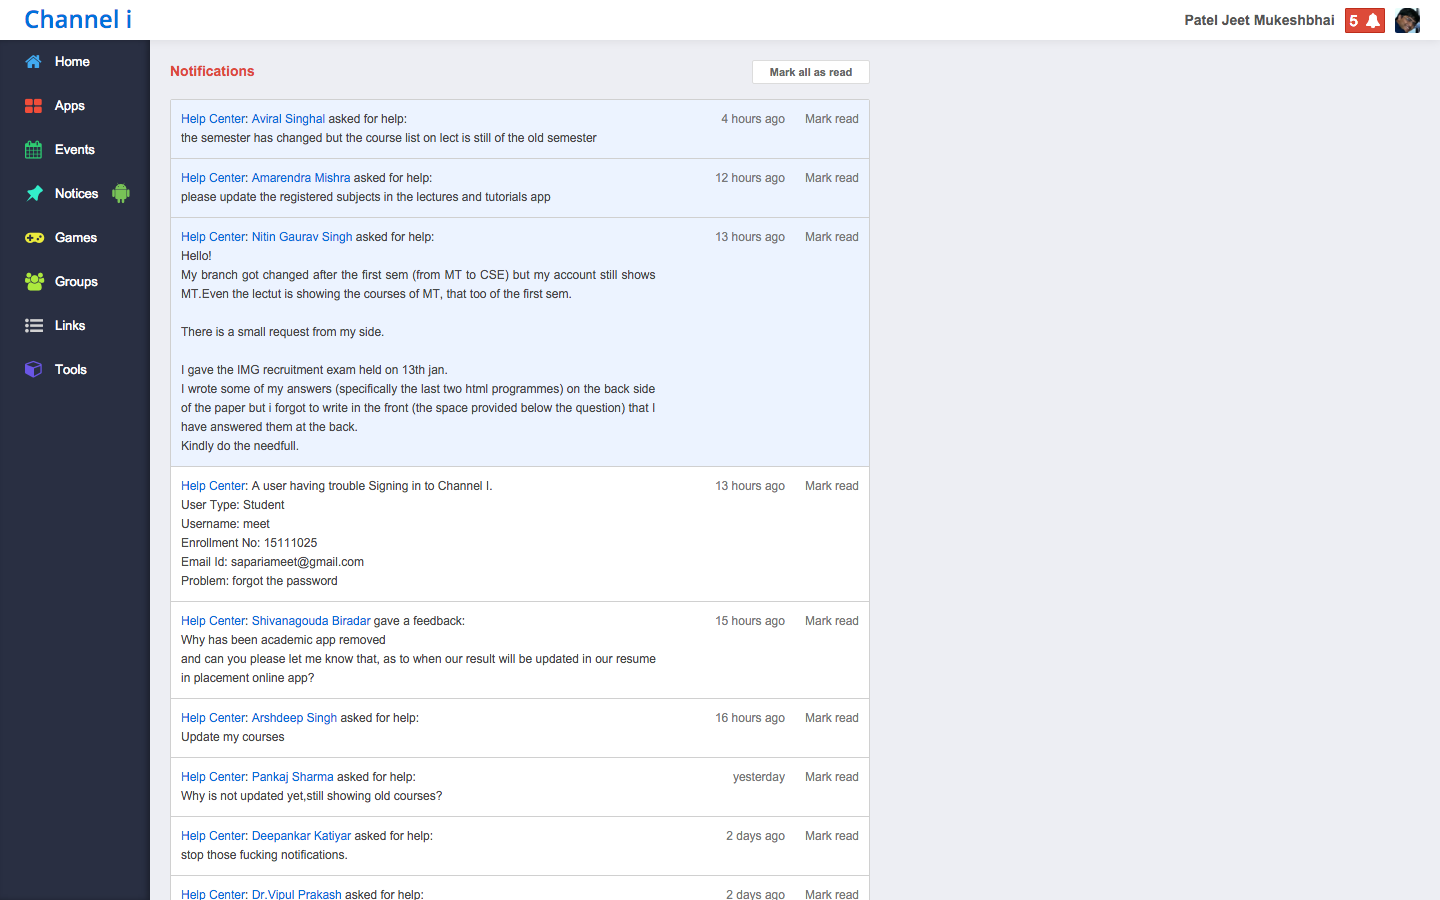 Channel i
Patel Jeet Mukeshbhai
5
Home
Apps
Events
Notices
Games
Groups
Links
Tools
Notifications
Mark all as read
Help Center: Aviral Singhal asked for help:
4 hours ago
Mark read
the semester has changed but the course list on lect is still of the old semester
Help Center: Amarendra Mishra asked for help:
12 hours ago
Mark read
please update the registered subjects in the lectures and tutorials app
Help Center: Nitin Gaurav Singh asked for help:
13 hours ago
Mark read
Hello!
My branch got changed after the first sem (from MT to CSE) but my account still shows
MT.Even the lectut is showing the courses of MT, that too of the first sem.
There is a small request from my side.
I gave the IMG recruitment exam held on 13th jan.
I wrote some of my answers (specifically the last two html programmes) on the back side
of the paper but i forgot to write in the front (the space provided below the question) that I
have answered them at the back.
Kindly do the needfull.
Help Center: A user having trouble Signing in to Channel I.
13 hours ago
Mark read
User Type: Student
Username: meet
Enrollment No: 15111025
Email Id: sapariameet@gmail.com
Problem: forgot the password
Help Center: Shivanagouda Biradar gave a feedback:
15 hours ago
Mark read
Why has been academic app removed
and can you please let me know that, as to when our result will be updated in our resume
in placement online app?
Help Center: Arshdeep Singh asked for help:
16 hours ago
Mark read
Update my courses
Help Center: Pankaj Sharma asked for help:
yesterday
Mark read
Why is not updated yet,still showing old courses?
Help Center: Deepankar Katiyar asked for help:
2 days ago
Mark read
stop those fucking notifications.
Help Center: Dr.Vipul Prakash asked for help:
2 days ago
Mark read